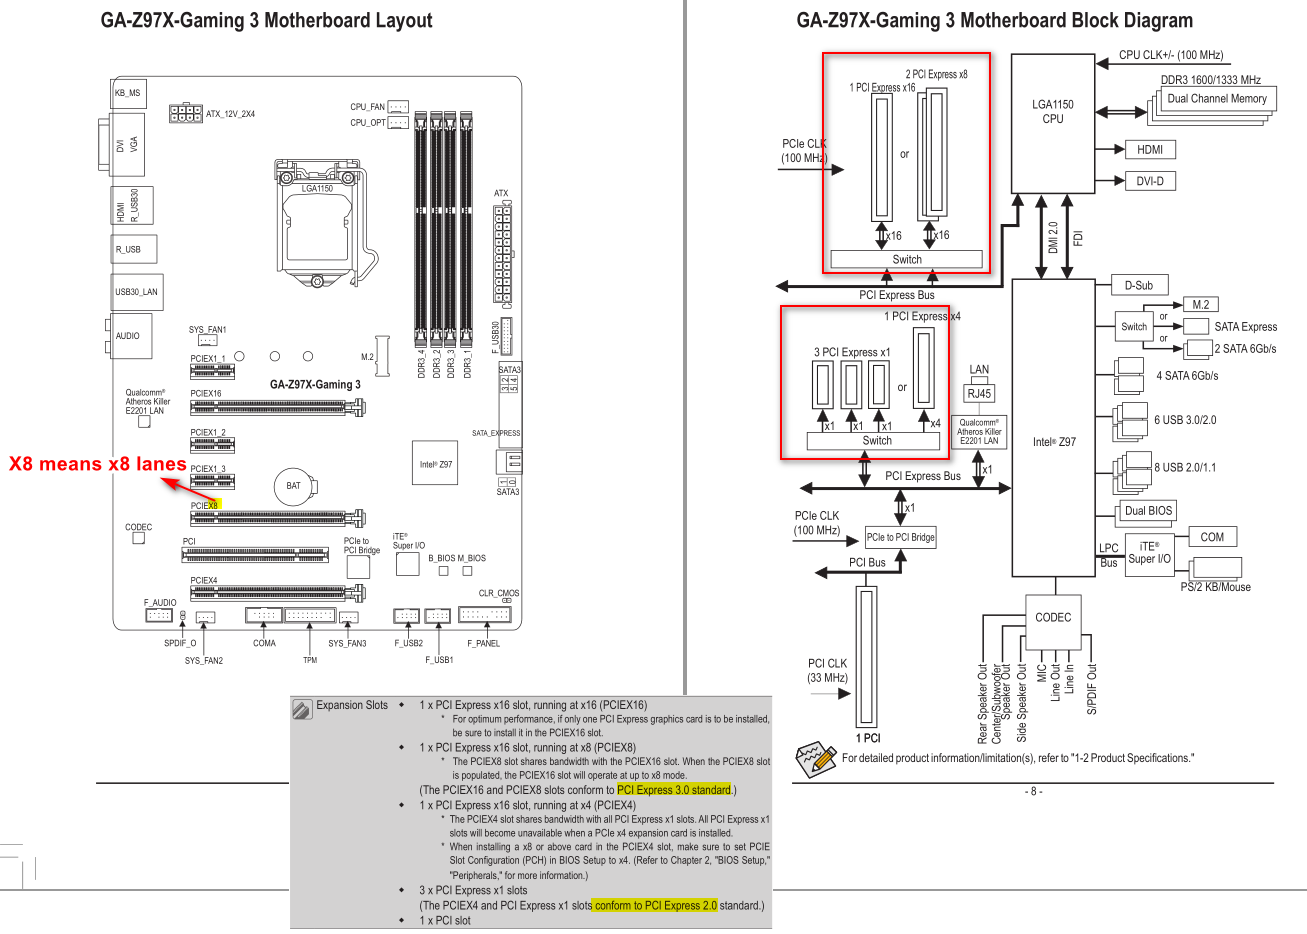 GA-Z97X-Gaming 3 Motherboard Layout
KB_MS
ATX_12V_2X4
CPU_FAN
CPU_OPT
DVI
VGA
LGA1150
ATX
HDMI
R_USB30
R_USB
USB30_LAN
AUDIO
SYS_FAN1
M.2
DDR3_4
DDR3_2
DDR3_3
DDR3_1
F_USB30
PCIEX1_1
GA-Z97X-Gaming 3
SATA3
3 2
5 4
Qualcomm®
Atheros Killer
E2201 LAN
PCIEX16
PCIEX1_2
SATA_EXPRESS
X8 means x8 lanes
PCIEX1_3
Intel® Z97
BAT
1 0
SATA3
PCIEX8
CODEC
PCI
PCIe to
PCI Bridge
iTE®
Super I/O
B_BIOS M_BIOS
PCIEX4
CLR_CMOS
F_AUDIO
SPDIF_O
SYS_FAN2
COMA
TPM
SYS_FAN3
F_USB2
F_USB1
F_PANEL
GA-Z97X-Gaming 3 Motherboard Block Diagram
CPU CLK+/- (100 MHz)
2 PCI Express x8
1 PCI Express x16
DDR3 1600/1333 MHz
LGA1150
CPU
Dual Channel Memory
PCIe CLK
(100 MHz)
or
HDMI
DVI-D
x16
x16
Switch
DMI 2.0
FDI
PCI Express Bus
D-Sub
1 PCI Express x4
M.2
or
Switch
SATA Express
or
2 SATA 6Gb/s
3 PCI Express x1
or
LAN
RJ45
4 SATA 6Gb/s
x1
x1
x1
x4
Switch
Qualcomm®
Atheros Killer
E2201 LAN
6 USB 3.0/2.0
Intel® Z97
x1
PCI Express Bus
8 USB 2.0/1.1
x1
PCIe CLK
(100 MHz)
Dual BIOS
PCIe to PCI Bridge
LPC
Bus
iTE®
Super I/O
COM
PCI Bus
PS/2 KB/Mouse
CODEC
PCI CLK
(33 MHz)
Rear Speaker Out
Center/Subwoofer
Speaker Out
Side Speaker Out
MIC
Line Out
Line In
S/PDIF Out
1 PCI
For detailed product information/limitation(s), refer to "1-2 Product Specifications."
- 8 -
Expansion Slots
◆ 1 x PCI Express x16 slot, running at x16 (PCIEX16)
* For optimum performance, if only one PCI Express graphics card is to be installed,
be sure to install it in the PCIEX16 slot.
◆ 1 x PCI Express x16 slot, running at x8 (PCIEX8)
* The PCIEX8 slot shares bandwidth with the PCIEX16 slot. When the PCIEX8 slot
is populated, the PCIEX16 slot will operate at up to x8 mode.
(The PCIEX16 and PCIEX8 slots conform to PCI Express 3.0 standard.)
◆ 1 x PCI Express x16 slot, running at x4 (PCIEX4)
* The PCIEX4 slot shares bandwidth with all PCI Express x1 slots. All PCI Express x1
slots will become unavailable when a PCIe x4 expansion card is installed.
* When installing a x8 or above card in the PCIEX4 slot, make sure to set PCIE
Slot Configuration (PCH) in BIOS Setup to x4. (Refer to Chapter 2, "BIOS Setup,"
"Peripherals," for more information.)
◆ 3 x PCI Express x1 slots
(The PCIEX4 and PCI Express x1 slots conform to PCI Express 2.0 standard.)
◆ 1 x PCI slot